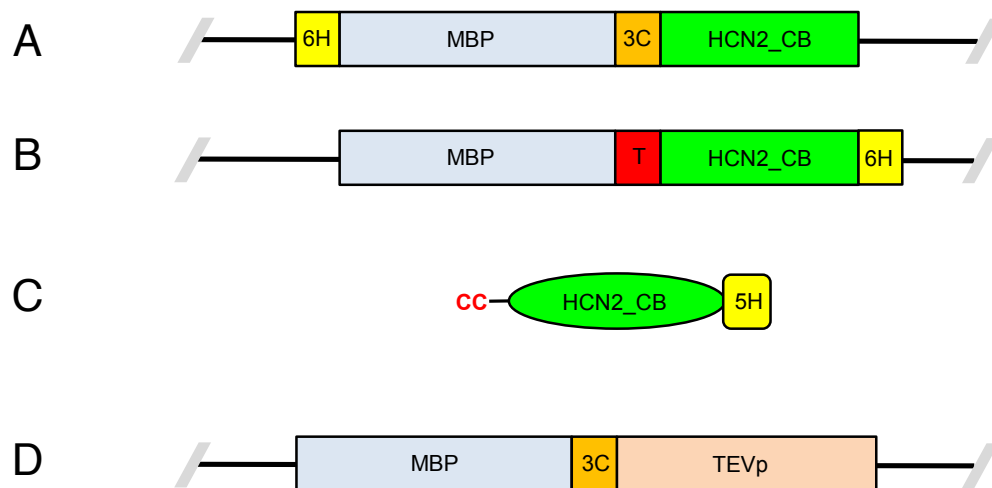 A 6H MBP 3C HCN2_CB
B MBP T HCN2_CB 6H
C CC HCN2_CB 5H
D MBP 3C TEVp